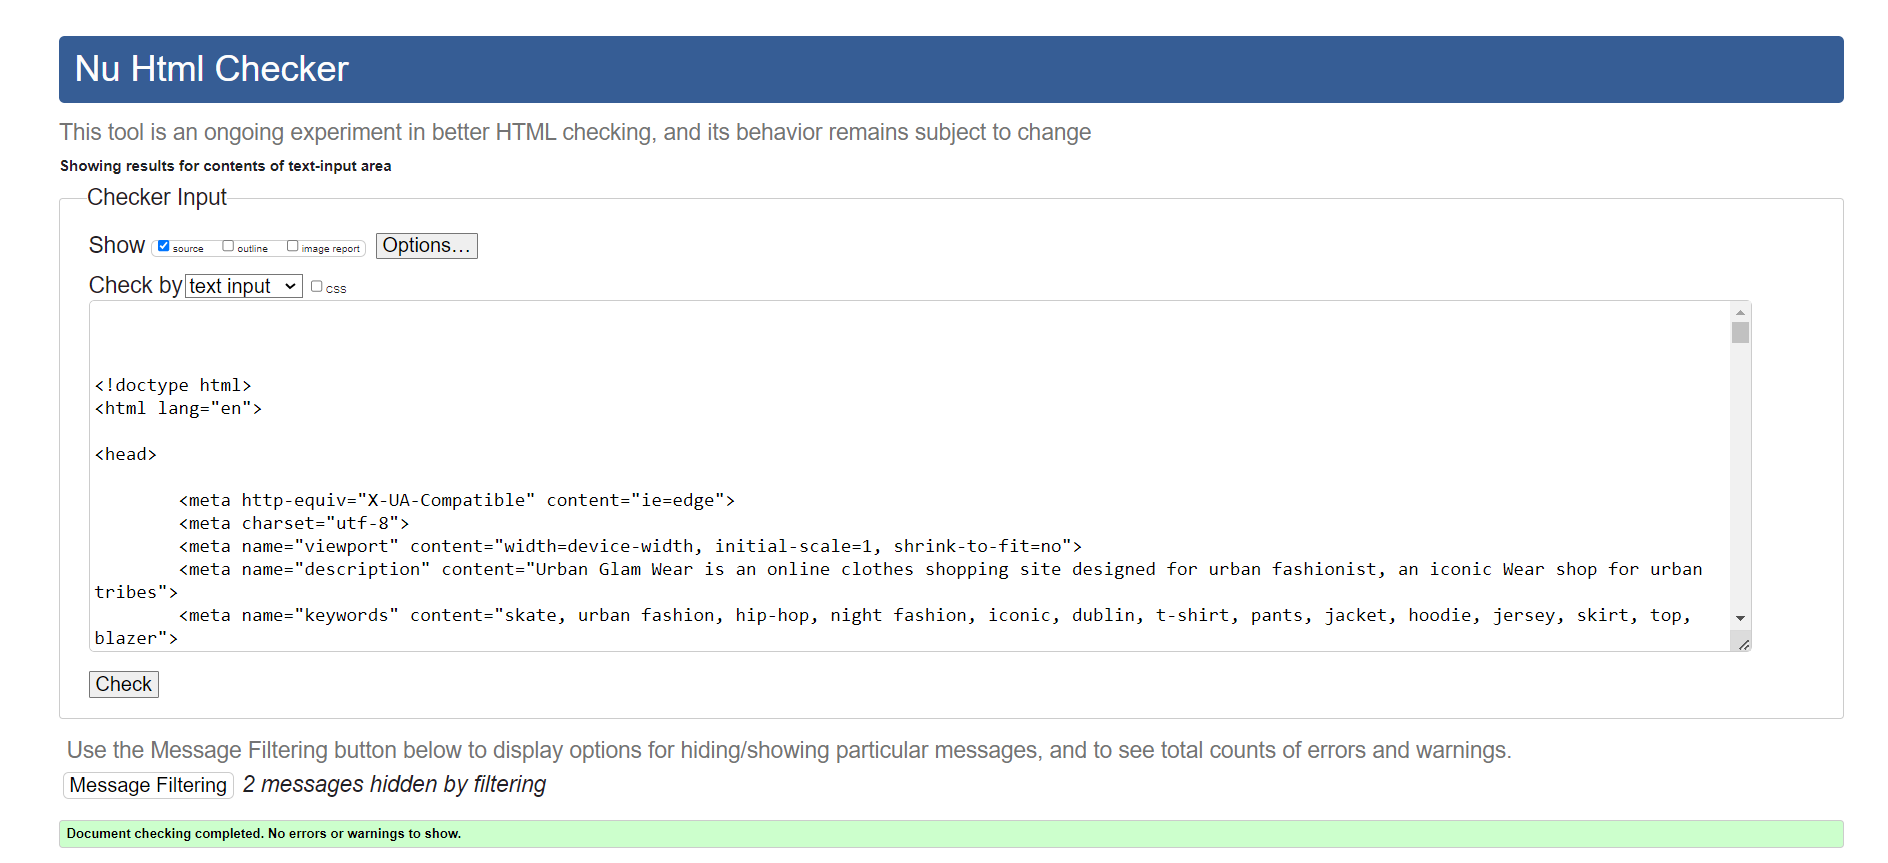 Nu Html Checker
This tool is an ongoing experiment in better HTML checking, and its behavior remains subject to change
Showing results for contents of text-input area
Checker Input
Show source outline image report Options...
Check by text input css
<!doctype html>
<html lang="en">
<head>
<meta http-equiv="X-UA-Compatible" content="ie=edge">
<meta charset="utf-8">
<meta name="viewport" content="width=device-width, initial-scale=1, shrink-to-fit=no">
<meta name="description" content="Urban Glam Wear is an online clothes shopping site designed for urban fashionist, an iconic Wear shop for urban
tribes">
<meta name="keywords" content="skate, urban fashion, hip-hop, night fashion, iconic, dublin, t-shirt, pants, jacket, hoodie, jersey, skirt, top,
blazer">
Check
Use the Message Filtering button below to display options for hiding/showing particular messages, and to see total counts of errors and warnings.
Message Filtering 2 messages hidden by filtering
Document checking completed. No errors or warnings to show.